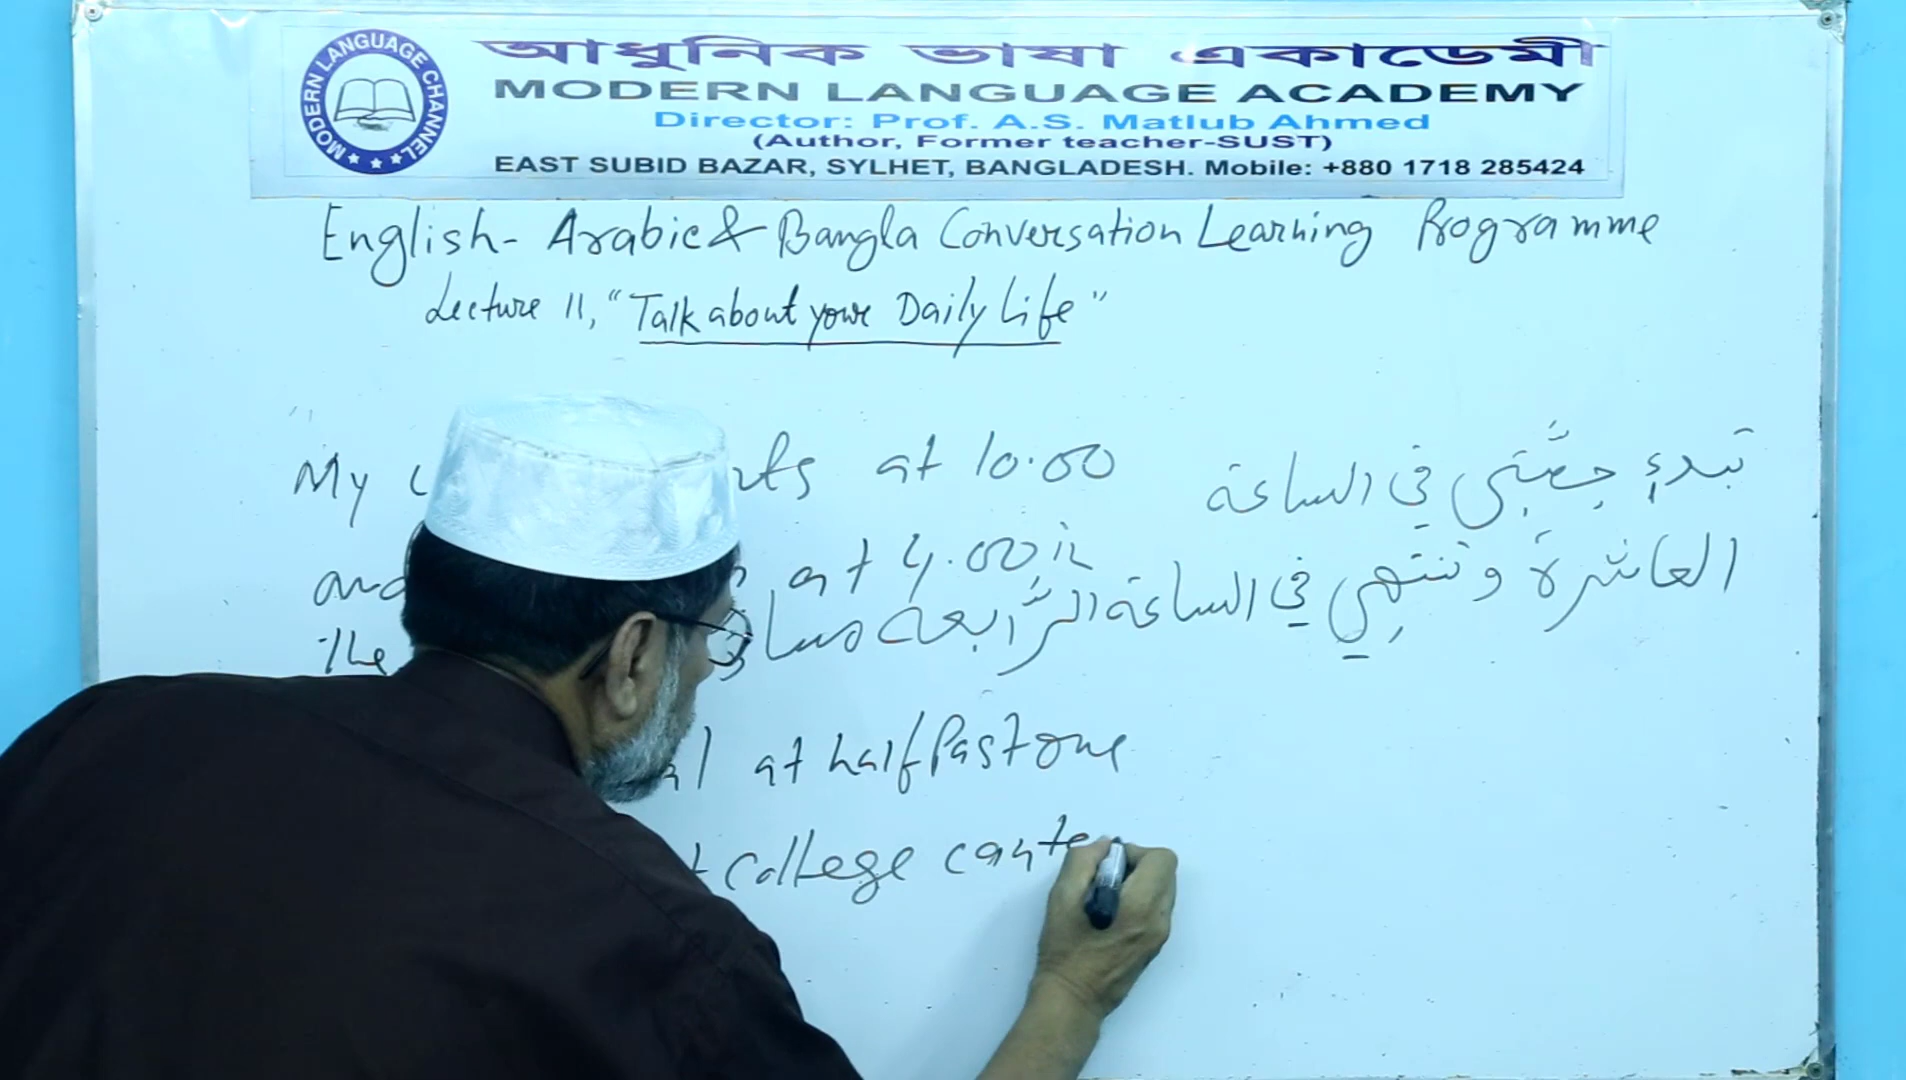 MODERN LANGUAGE CHANNEL
আধুনিক ভাষা একাডেমী
MODERN LANGUAGE ACADEMY
Director: Prof. A.S. Matlub Ahmed
(Author, Former teacher-SUST)
EAST SUBID BAZAR, SYLHET, BANGLADESH. Mobile: +880 1718 285424
English- Arabic & Bangla Conversation Learning Programme
Lecture 11, "Talk about your Daily Life"
My at 10.00
at 4.00 in
the
at half Past one
college cante
في الساعة
العاشرة وتنتهي في الساعة الرابعة